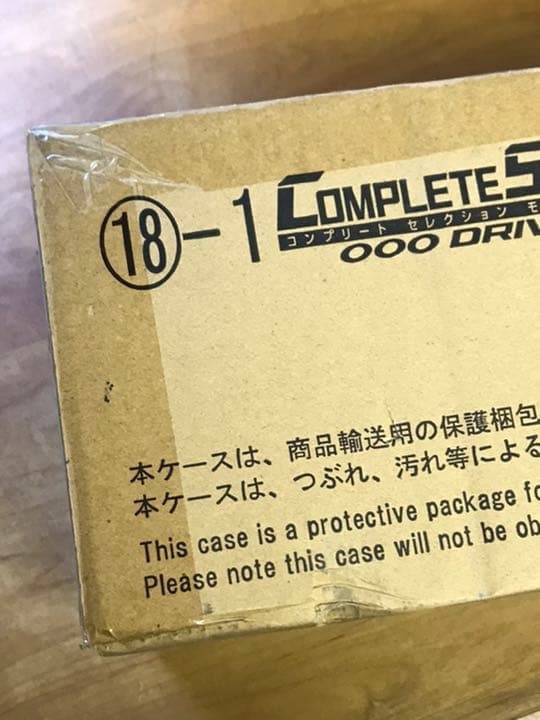 ⑱-1 COMPLETE S
コンプリート セレクション モ
OOO DRIV
本ケースは、商品輸送用の保護梱包
本ケースは、つぶれ、汚れ等による
This case is a protective package fo
Please note this case will not be ob